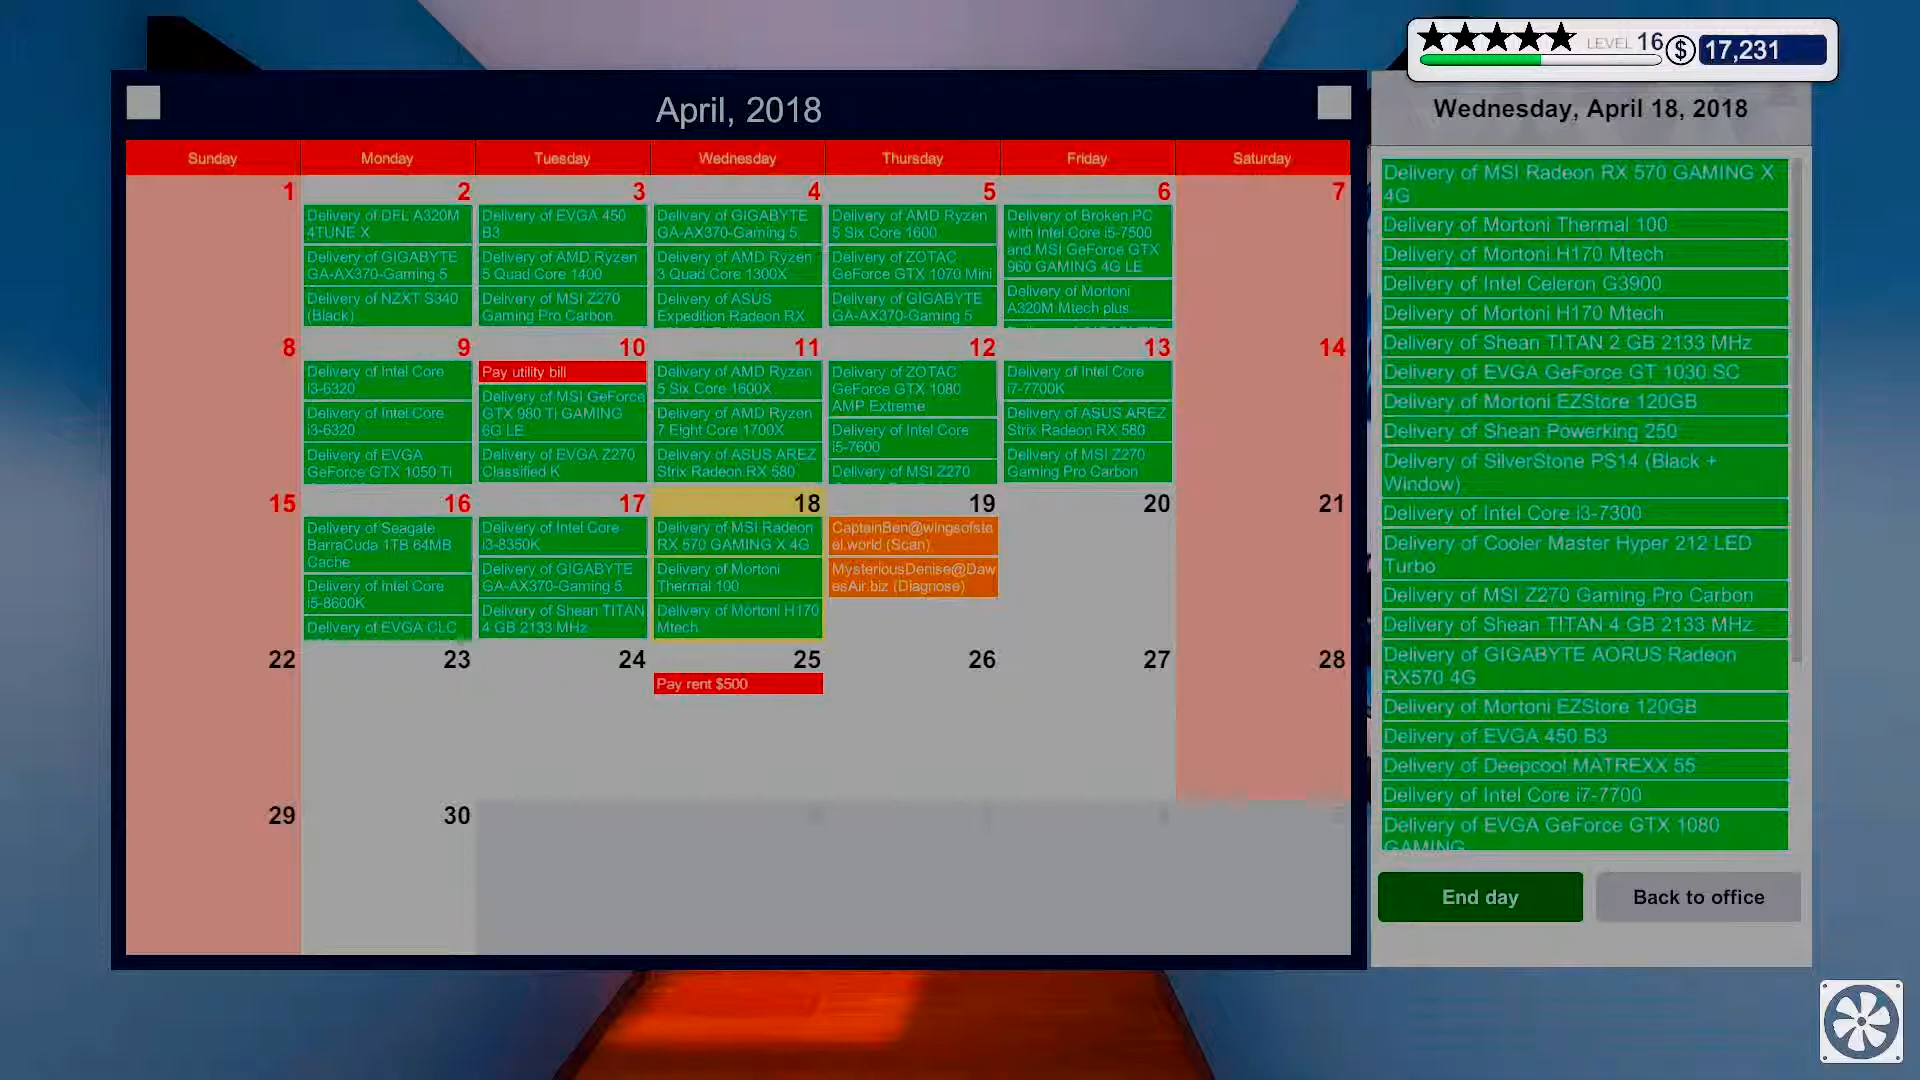 LEVEL 16
$ 17,231
April, 2018
Sunday Monday Tuesday Wednesday Thursday Friday Saturday
1 2 3 4 5 6 7
Delivery of DFL A320M
4TUNE X
Delivery of GIGABYTE
GA-AX370-Gaming 5
Delivery of NZXT S340
(Black)
Delivery of EVGA 450
B3
Delivery of AMD Ryzen
5 Quad Core 1400
Delivery of MSI Z270
Gaming Pro Carbon
Delivery of GIGABYTE
GA-AX370-Gaming 5
Delivery of AMD Ryzen
3 Quad Core 1300X
Delivery of ASUS
Expedition Radeon RX
Delivery of AMD Ryzen
5 Six Core 1600
Delivery of ZOTAC
GeForce GTX 1070 Mini
Delivery of GIGABYTE
GA-AX370-Gaming 5
Delivery of Broken PC
with Intel Core i5-7500
and MSI GeForce GTX
960 GAMING 4G LE
Delivery of Mortoni
A320M Mtech plus
8 9 10 11 12 13 14
Delivery of Intel Core
i3-6320
Delivery of Intel Core
i3-6320
Delivery of EVGA
GeForce GTX 1050 Ti
Pay utility bill
Delivery of MSI GeForce
GTX 980 Ti GAMING
6G LE
Delivery of EVGA Z270
Classified K
Delivery of AMD Ryzen
5 Six Core 1600X
Delivery of AMD Ryzen
7 Eight Core 1700X
Delivery of ASUS AREZ
Strix Radeon RX 580
Delivery of ZOTAC
GeForce GTX 1080
AMP Extreme
Delivery of Intel Core
i5-7600
Delivery of MSI Z270
Delivery of Intel Core
i7-7700K
Delivery of ASUS AREZ
Strix Radeon RX 580
Delivery of MSI Z270
Gaming Pro Carbon
15 16 17 18 19 20 21
Delivery of Seagate
BarraCuda 1TB 64MB
Cache
Delivery of Intel Core
i5-8600K
Delivery of EVGA CLC
Delivery of Intel Core
i3-8350K
Delivery of GIGABYTE
GA-AX370-Gaming 5
Delivery of Shean TITAN
4 GB 2133 MHz
Delivery of MSI Radeon
RX 570 GAMING X 4G
Delivery of Mortoni
Thermal 100
Delivery of Mortoni H170
Mtech
CaptainBen@wingsofste
el.world (Scan)
MysteriousDenise@Daw
esAir.biz (Diagnose)
22 23 24 25 26 27 28
Pay rent $500
29 30
Wednesday, April 18, 2018
Delivery of MSI Radeon RX 570 GAMING X
4G
Delivery of Mortoni Thermal 100
Delivery of Mortoni H170 Mtech
Delivery of Intel Celeron G3900
Delivery of Mortoni H170 Mtech
Delivery of Shean TITAN 2 GB 2133 MHz
Delivery of EVGA GeForce GT 1030 SC
Delivery of Mortoni EZStore 120GB
Delivery of Shean Powerking 250
Delivery of SilverStone PS14 (Black +
Window)
Delivery of Intel Core i3-7300
Delivery of Cooler Master Hyper 212 LED
Turbo
Delivery of MSI Z270 Gaming Pro Carbon
Delivery of Shean TITAN 4 GB 2133 MHz
Delivery of GIGABYTE AORUS Radeon
RX570 4G
Delivery of Mortoni EZStore 120GB
Delivery of EVGA 450 B3
Delivery of Deepcool MATREXX 55
Delivery of Intel Core i7-7700
Delivery of EVGA GeForce GTX 1080
GAMING
End day
Back to office